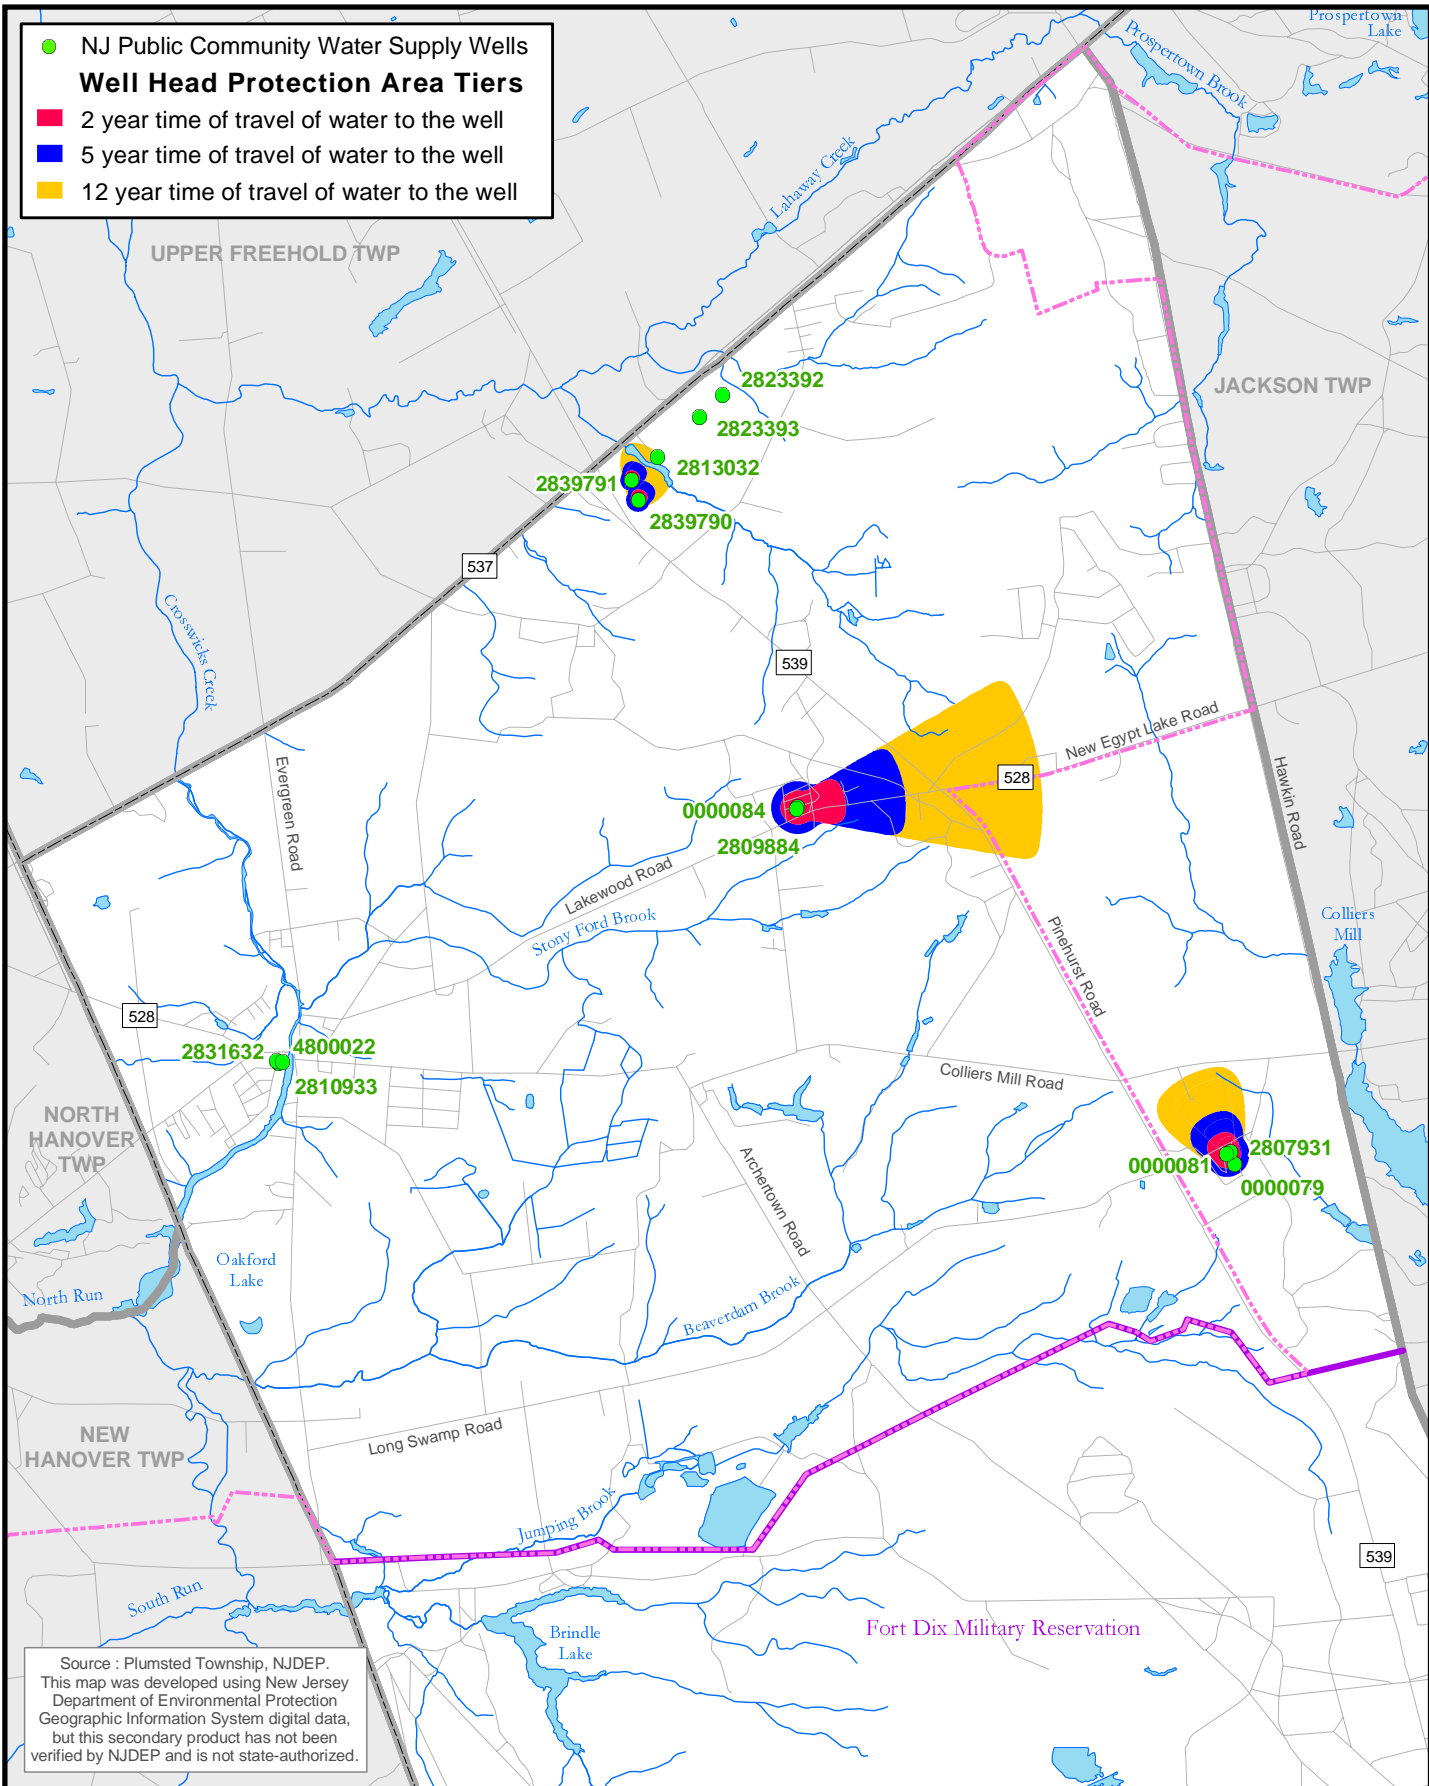 NJ Public Community Water Supply Wells
Well Head Protection Area Tiers
2 year time of travel of water to the well
5 year time of travel of water to the well
12 year time of travel of water to the well
Prospertown
Lake
Prospertown Brook
Lahaway Creek
UPPER FREEHOLD TWP
JACKSON TWP
2823392
2823393
2813032
2839791
2839790
537
Crosswicks Creek
539
New Egypt Lake Road
528
Hawkin Road
Evergreen Road
0000084
2809884
Lakewood Road
Stony Ford Brook
Colliers
Mill
Pinehurst Road
528
2831632
4800022
2810933
Colliers Mill Road
NORTH
HANOVER
TWP
2807931
0000081
0000079
Archertown Road
Oakford
Lake
North Run
Beaverdam Brook
NEW
HANOVER TWP
Long Swamp Road
Jumping Brook
539
South Run
Brindle
Lake
Fort Dix Military Reservation
Source : Plumsted Township, NJDEP.
This map was developed using New Jersey
Department of Environmental Protection
Geographic Information System digital data,
but this secondary product has not been
verified by NJDEP and is not state-authorized.